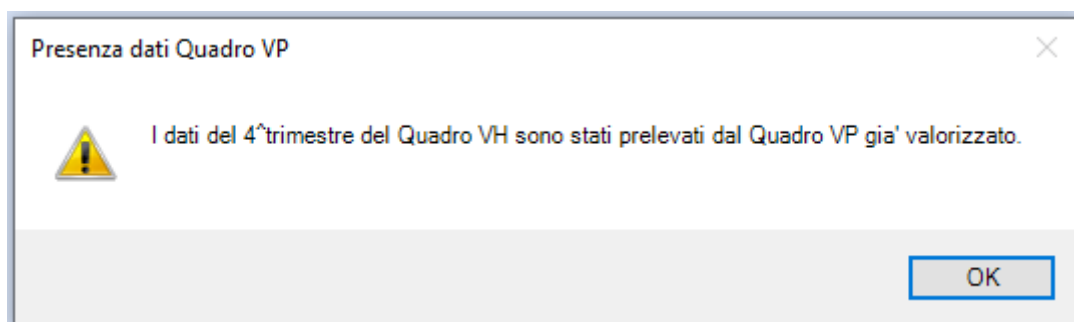 Presenza dati Quadro VP
I dati del 4^trimestre del Quadro VH sono stati prelevati dal Quadro VP gia' valorizzato.
OK